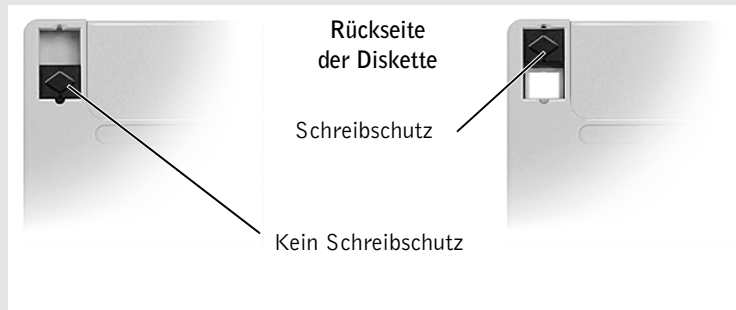 Rückseite
der Diskette
Schreibschutz
Kein Schreibschutz